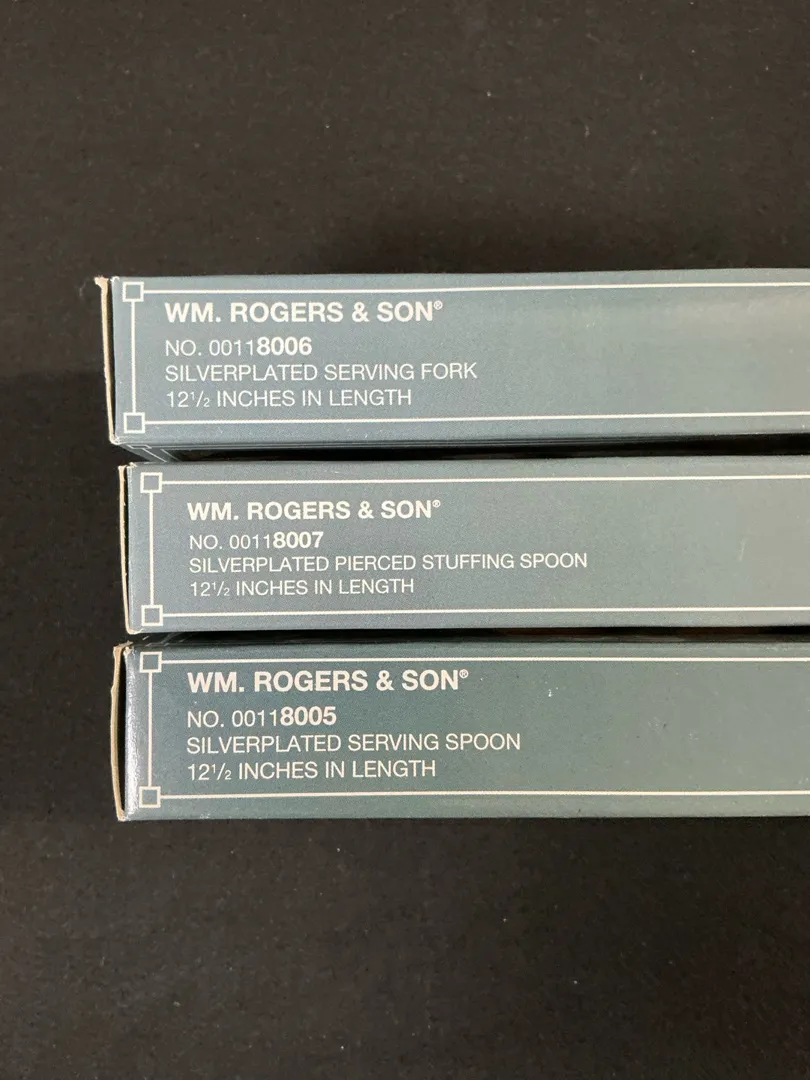 WM. ROGERS & SON®
NO. 00118006
SILVERPLATED SERVING FORK
12½ INCHES IN LENGTH
WM. ROGERS & SON®
NO. 00118007
SILVERPLATED PIERCED STUFFING SPOON
12½ INCHES IN LENGTH
WM. ROGERS & SON®
NO. 00118005
SILVERPLATED SERVING SPOON
12½ INCHES IN LENGTH